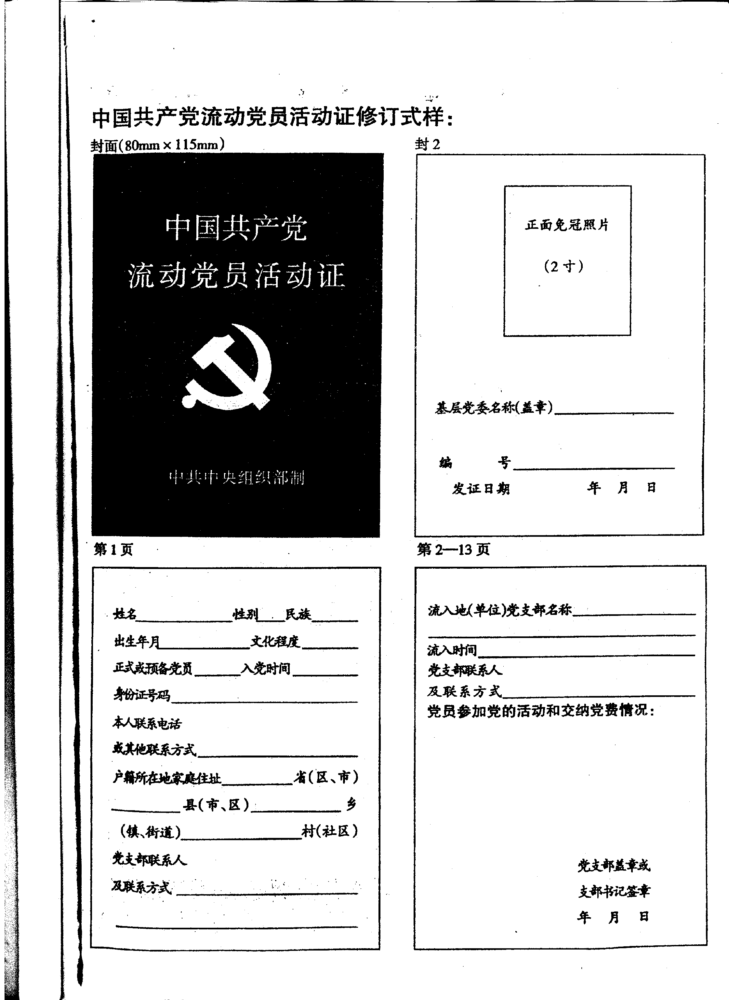 中国共产党流动党员活动证修订式样：
封面(80mm×115mm)
中国共产党
流动党员活动证
中共中央组织部制
封2
正面免冠照片
(2寸)
基层党委名称(盖章)
编 号
发证日期 年 月 日
第1页
姓名 性别 民族
出生年月 文化程度
正式或预备党员 入党时间
身份证号码
本人联系电话
或其他联系方式
户籍所在地家庭住址 省(区、市)
县(市、区) 乡
(镇、街道) 村(社区)
党支部联系人
及联系方式
第2—13页
流入地(单位)党支部名称
流入时间
党支部联系人
及联系方式
党员参加党的活动和交纳党费情况：
党支部盖章或
支部书记签章
年 月 日